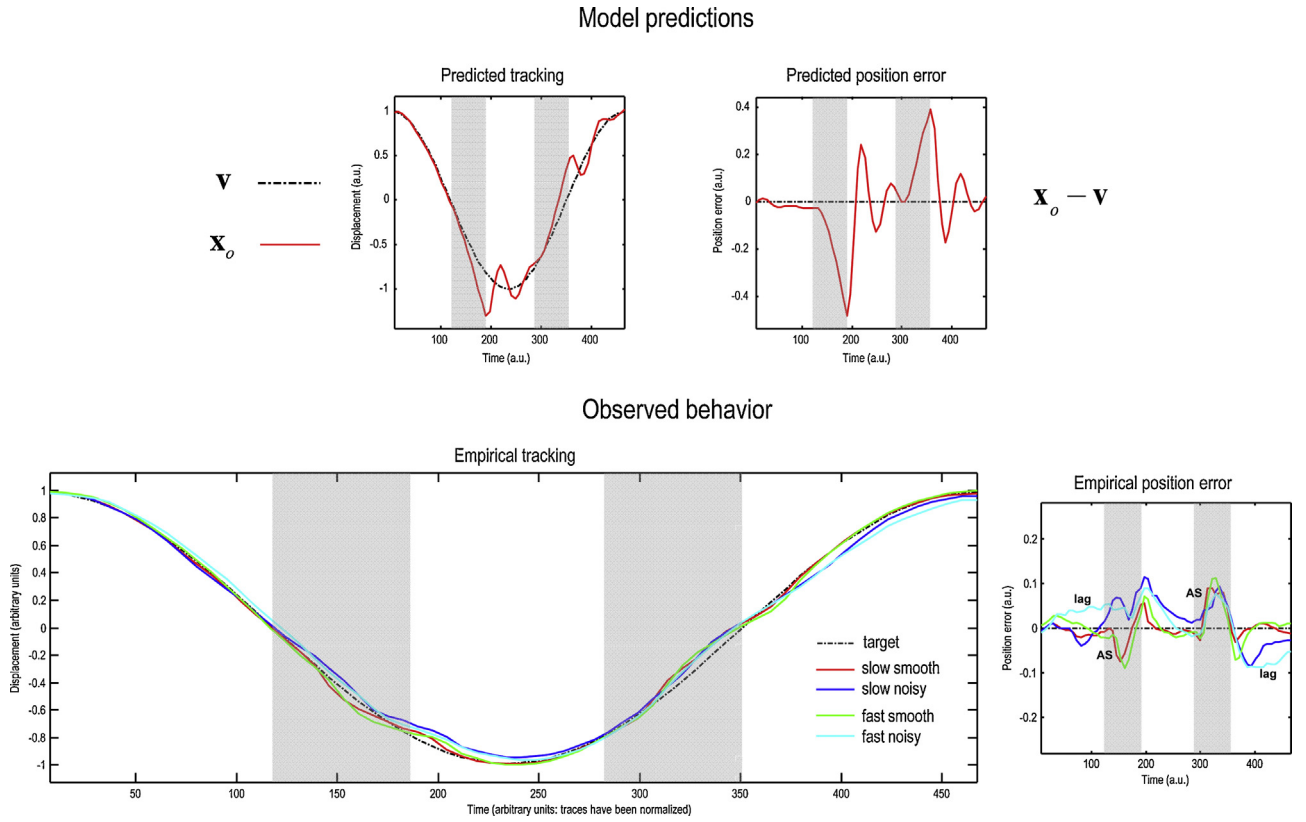 Model predictions
Predicted tracking
Predicted position error
v
x_o
x_o − v
Displacement (a.u.)
1
0.5
0
-0.5
-1
100 200 300 400
Time (a.u.)
Position error (a.u.)
0.4
0.2
0
-0.2
-0.4
100 200 300 400
Time (a.u.)
Observed behavior
Empirical tracking
Displacement (arbitrary units)
1
0.8
0.6
0.4
0.2
0
-0.2
-0.4
-0.6
-0.8
-1
target
slow smooth
slow noisy
fast smooth
fast noisy
50 100 150 200 250 300 350 400 450
Time (arbitrary units: traces have been normalized)
Empirical position error
Position error (a.u.)
0.2
0.1
0
-0.1
-0.2
lag
AS
AS
lag
100 200 300 400
Time (a.u.)